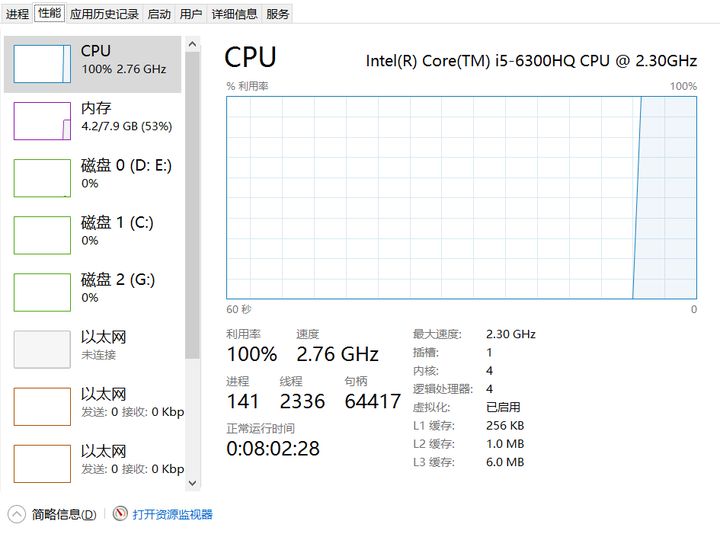 进程 性能 应用历史记录 启动 用户 详细信息 服务
CPU
100% 2.76 GHz
内存
4.2/7.9 GB (53%)
磁盘 0 (D: E:)
0%
磁盘 1 (C:)
0%
磁盘 2 (G:)
0%
以太网
未连接
以太网
发送: 0 接收: 0 Kbp
以太网
发送: 0 接收: 0 Kbp
CPU Intel(R) Core(TM) i5-6300HQ CPU @ 2.30GHz
% 利用率 100%
60 秒 0
利用率 速度
100% 2.76 GHz
进程 线程 句柄
141 2336 64417
正常运行时间
0:08:02:28
最大速度: 2.30 GHz
插槽: 1
内核: 4
逻辑处理器: 4
虚拟化: 已启用
L1 缓存: 256 KB
L2 缓存: 1.0 MB
L3 缓存: 6.0 MB
简略信息(D) 打开资源监视器